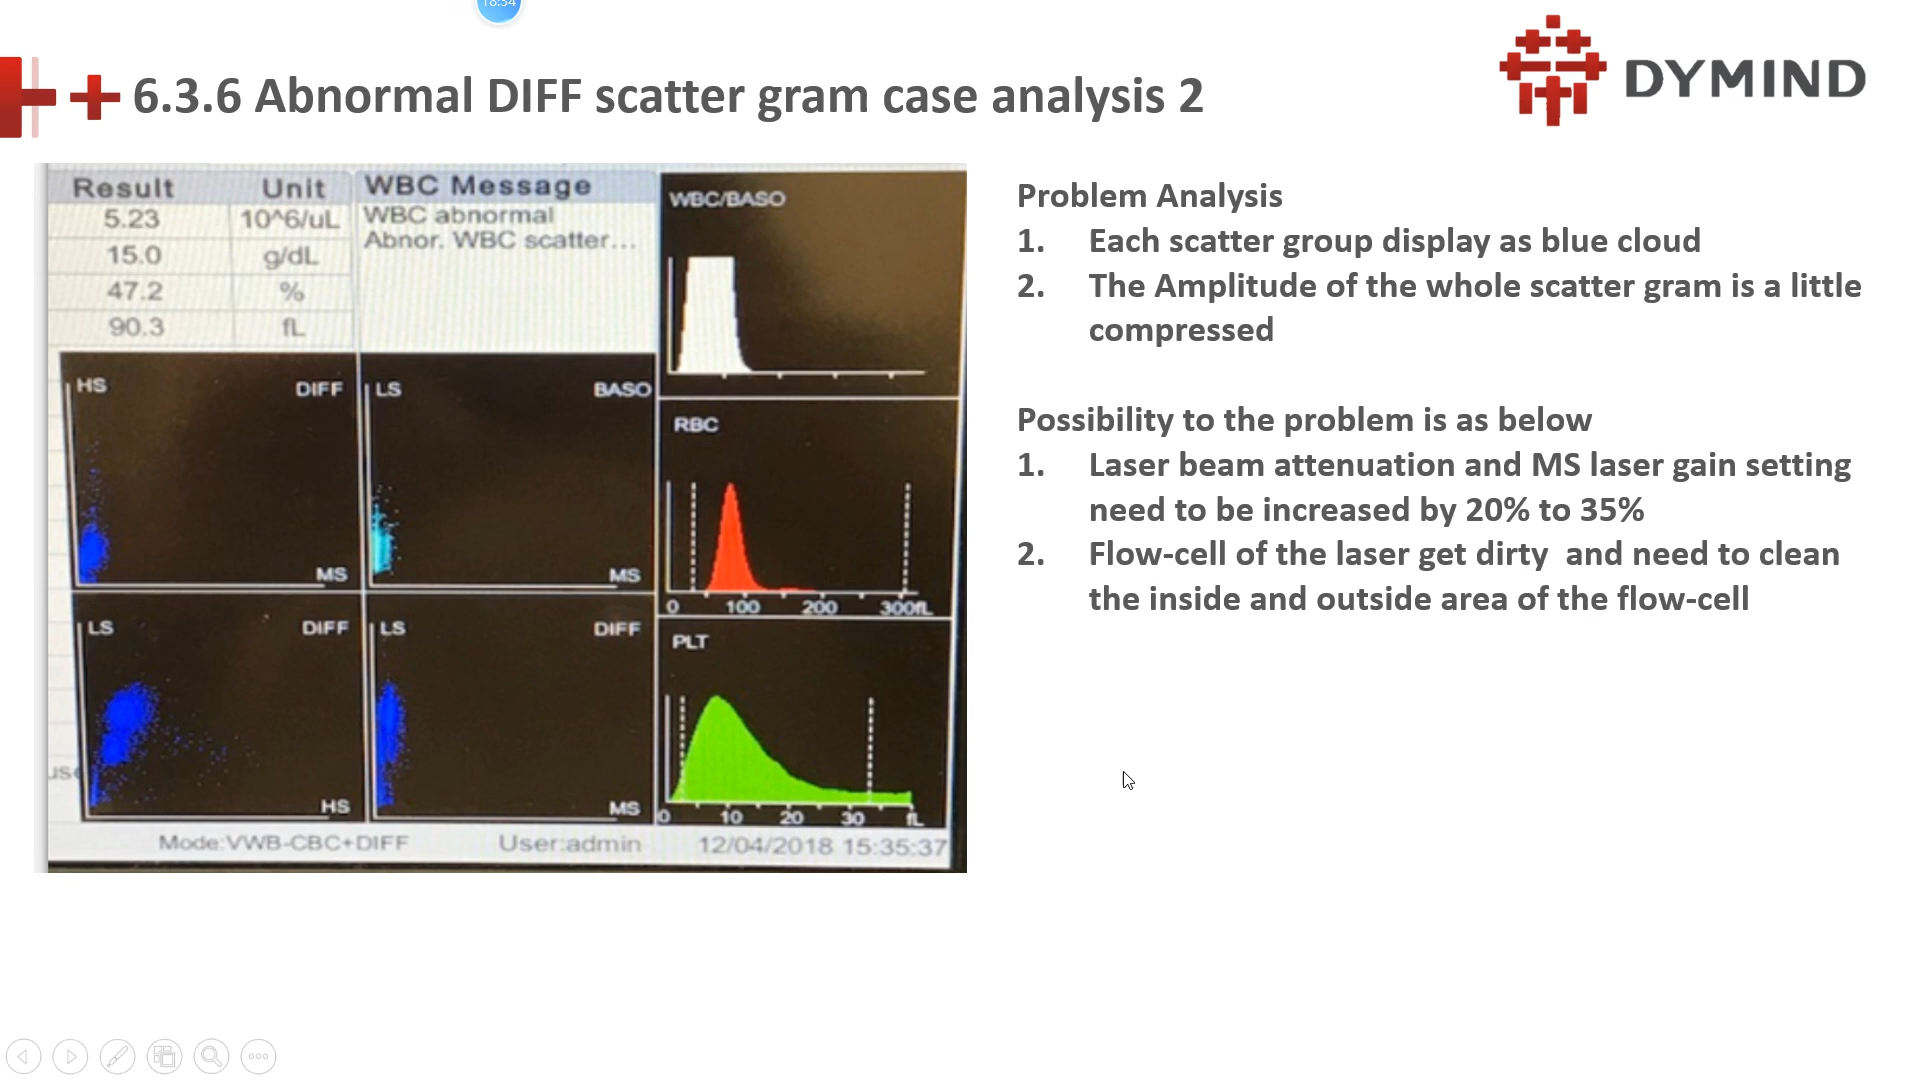 18:54
6.3.6 Abnormal DIFF scatter gram case analysis 2
DYMIND
Result Unit WBC Message
5.23 10^6/uL WBC abnormal
15.0 g/dL Abnor. WBC scatter...
47.2 %
90.3 fL
WBC/BASO
HS DIFF
MS
LS BASO
MS
RBC
0 100 200 300fL
LS DIFF
HS
LS DIFF
MS
PLT
0 10 20 30 fL
Mode:VWB-CBC+DIFF User:admin 12/04/2018 15:35:37
Problem Analysis
1. Each scatter group display as blue cloud
2. The Amplitude of the whole scatter gram is a little
compressed
Possibility to the problem is as below
1. Laser beam attenuation and MS laser gain setting
need to be increased by 20% to 35%
2. Flow-cell of the laser get dirty and need to clean
the inside and outside area of the flow-cell